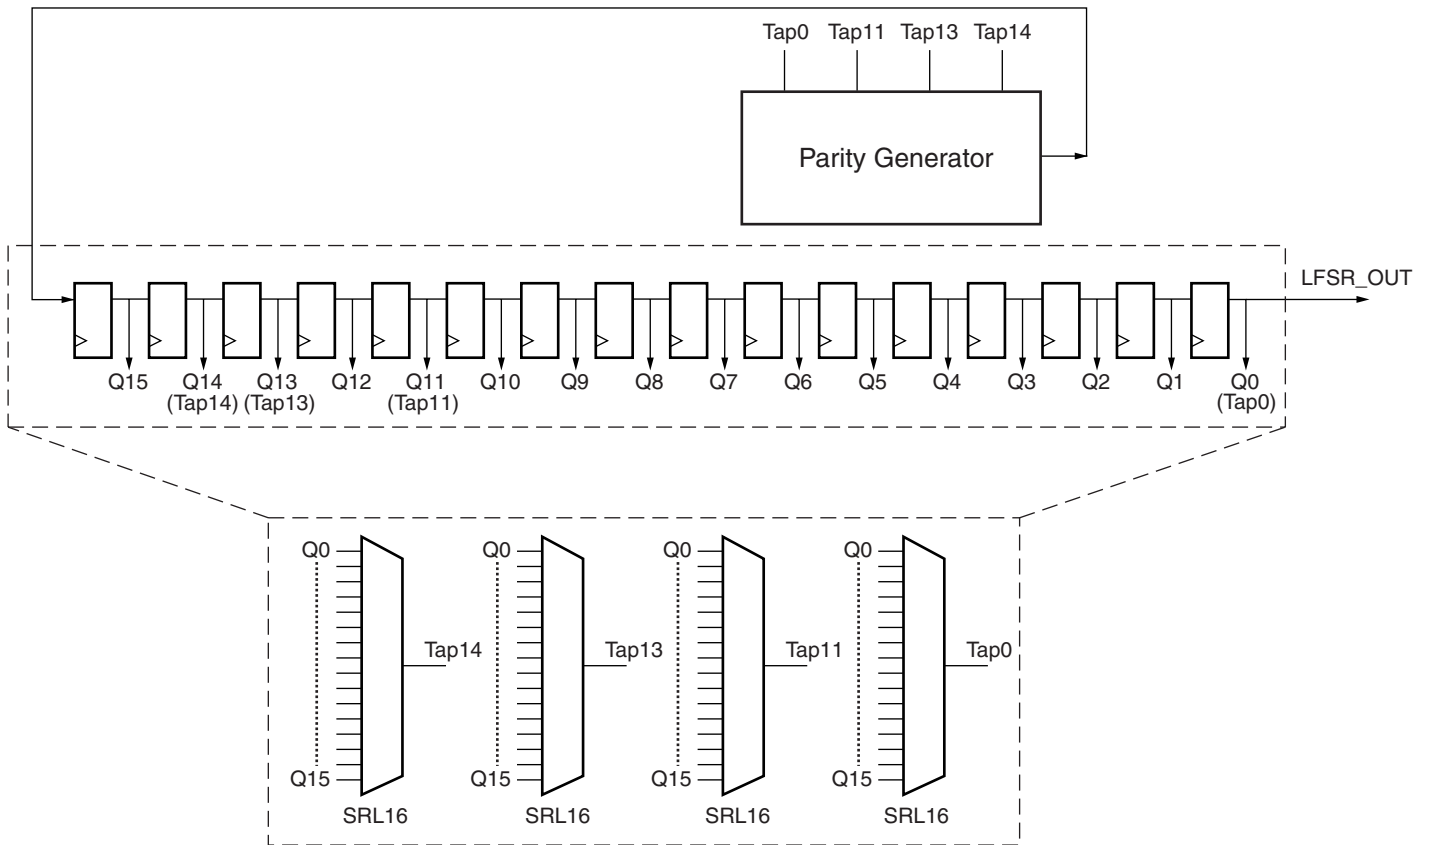 Tap0 Tap11 Tap13 Tap14
Parity Generator
LFSR_OUT
Q15 Q14 Q13 Q12 Q11 Q10 Q9 Q8 Q7 Q6 Q5 Q4 Q3 Q2 Q1 Q0
(Tap14) (Tap13) (Tap11) (Tap0)
Q0 Q0 Q0 Q0
Tap14 Tap13 Tap11 Tap0
Q15 Q15 Q15 Q15
SRL16 SRL16 SRL16 SRL16